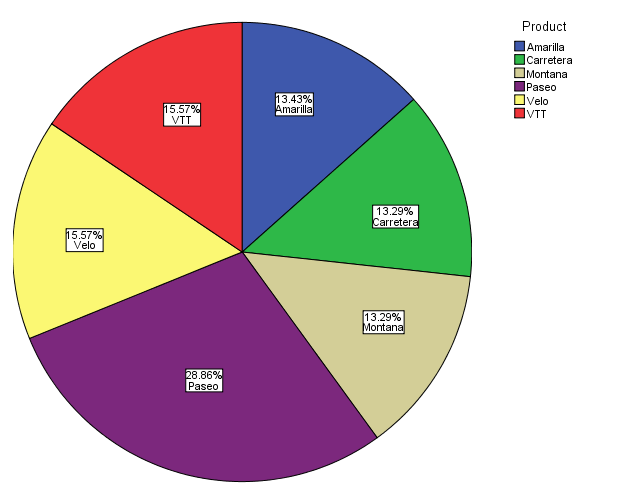 Product
Amarilla
Carretera
Montana
Paseo
Velo
VTT
13.43%
Amarilla
15.57%
VTT
13.29%
Carretera
15.57%
Velo
13.29%
Montana
28.86%
Paseo